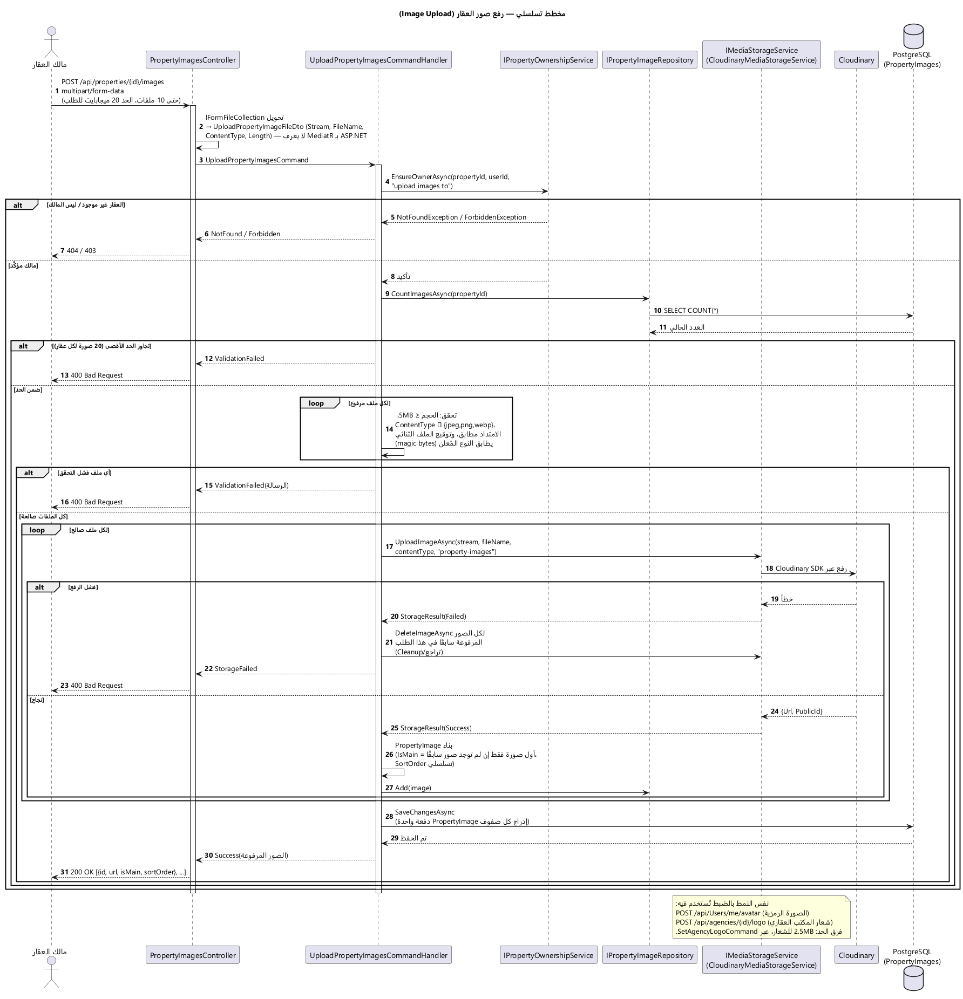 مخطط تسلسلي — رفع صور العقار (Image Upload)
مالك العقار
PropertyImagesController
UploadPropertyImagesCommandHandler
IPropertyOwnershipService
IPropertyImageRepository
IMediaStorageService
(CloudinaryMediaStorageService)
Cloudinary
PostgreSQL
(PropertyImages)
POST /api/properties/{id}/images
1 multipart/form-data
(حتى 10 ملفات، الحد 20 ميجابايت للطلب)
تحويل IFormFileCollection
2 → UploadPropertyImageFileDto (Stream, FileName,
ContentType, Length) — لا يعرف MediatR بـ ASP.NET
3 UploadPropertyImagesCommand
4 EnsureOwnerAsync(propertyId, userId,
"upload images to")
alt [العقار غير موجود / ليس المالك]
5 NotFoundException / ForbiddenException
6 NotFound / Forbidden
7 404 / 403
[مالك مؤكَّد]
8 تأكيد
9 CountImagesAsync(propertyId)
10 SELECT COUNT(*)
11 العدد الحالي
alt [تجاوز الحد الأقصى (20 صورة لكل عقار)]
12 ValidationFailed
13 400 Bad Request
[ضمن الحد]
loop [لكل ملف مرفوع]
تحقق: الحجم ≤ 5MB،
14 ContentType {jpeg,png,webp}،
الامتداد مطابق، وتوقيع الملف الثنائي
(magic bytes) يطابق النوع المُعلن
alt [أي ملف فشل التحقق]
15 ValidationFailed(الرسالة)
16 400 Bad Request
[كل الملفات صالحة]
loop [لكل ملف صالح]
17 UploadImageAsync(stream, fileName,
contentType, "property-images")
18 Cloudinary SDK رفع عبر
alt [فشل الرفع]
19 خطأ
20 StorageResult(Failed)
DeleteImageAsync لكل الصور
21 المرفوعة سابقًا في هذا الطلب
(Cleanup/تراجع)
22 StorageFailed
23 400 Bad Request
[نجاح]
24 {Url, PublicId}
25 StorageResult(Success)
PropertyImage بناء
26 (IsMain = أول صورة فقط إن لم توجد صور سابقًا،
SortOrder تسلسلي)
27 Add(image)
28 SaveChangesAsync
(إدراج كل صفوف PropertyImage دفعة واحدة)
29 تم الحفظ
30 Success(الصور المرفوعة)
31 200 OK [{id, url, isMain, sortOrder}, ...]
نفس النمط بالضبط تُستخدم فيه:
POST /api/Users/me/avatar (الصورة الرمزية)
POST /api/agencies/{id}/logo (شعار المكتب العقاري)
فرق الحد: 2.5MB للشعار، عبر SetAgencyLogoCommand.
مالك العقار
PropertyImagesController
UploadPropertyImagesCommandHandler
IPropertyOwnershipService
IPropertyImageRepository
IMediaStorageService
(CloudinaryMediaStorageService)
Cloudinary
PostgreSQL
(PropertyImages)